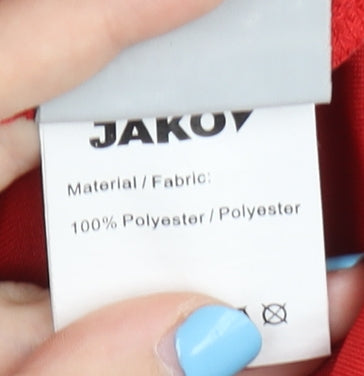 JAKO
Material / Fabric:
100% Polyester / Polyester